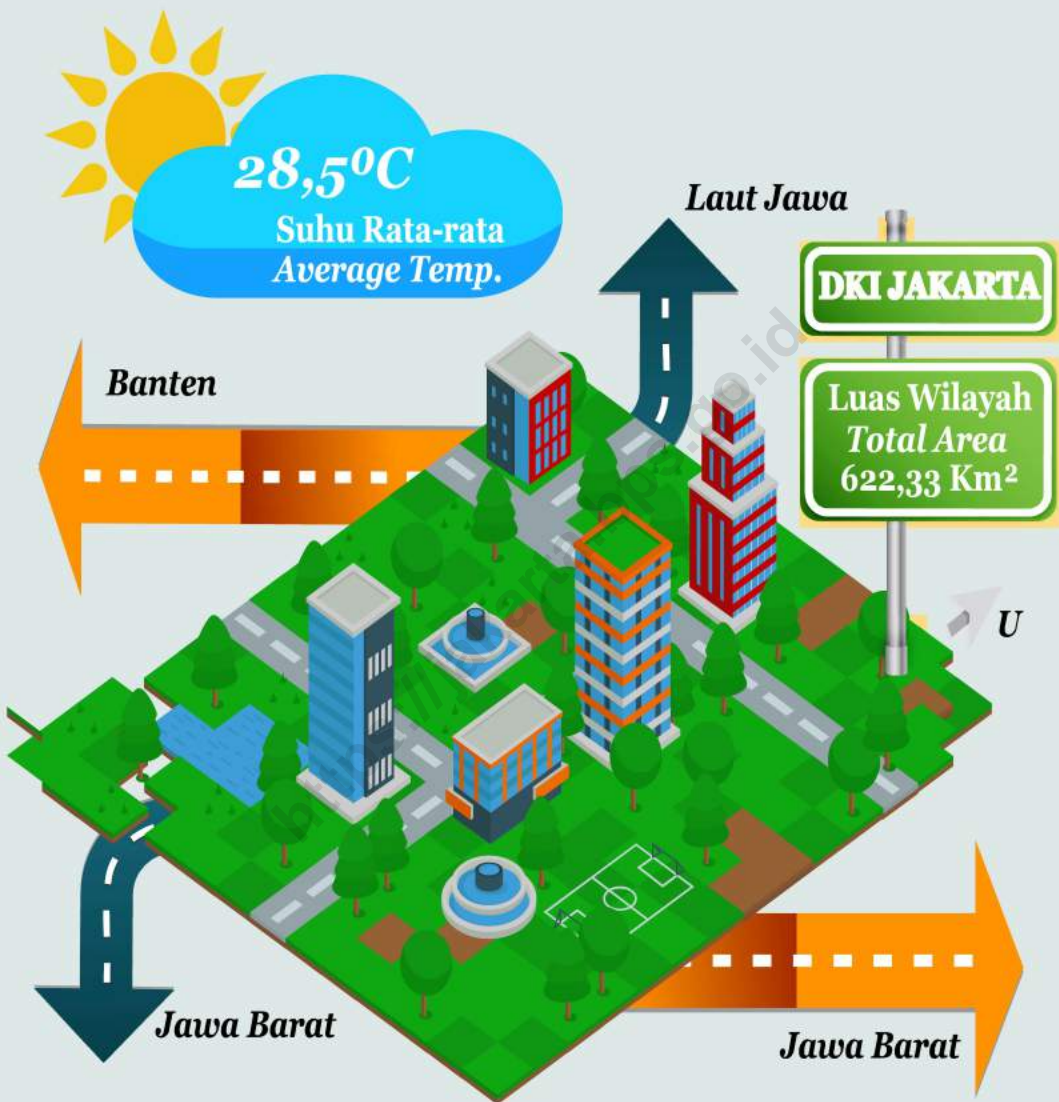 28,5⁰C
Suhu Rata-rata
Average Temp.
Laut Jawa
DKI JAKARTA
Banten
Luas Wilayah
Total Area
622,33 Km²
U
Jawa Barat
Jawa Barat